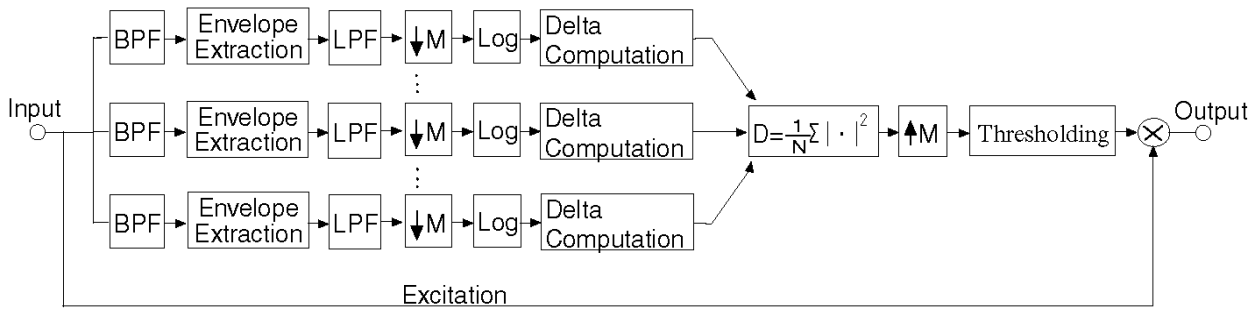 BPF
Envelope
Extraction
LPF
↓M
Log
Delta
Computation
Input
BPF
Envelope
Extraction
LPF
↓M
Log
Delta
Computation
D=1/N Σ | · |²
↑M
Thresholding
×
Output
BPF
Envelope
Extraction
LPF
↓M
Log
Delta
Computation
Excitation